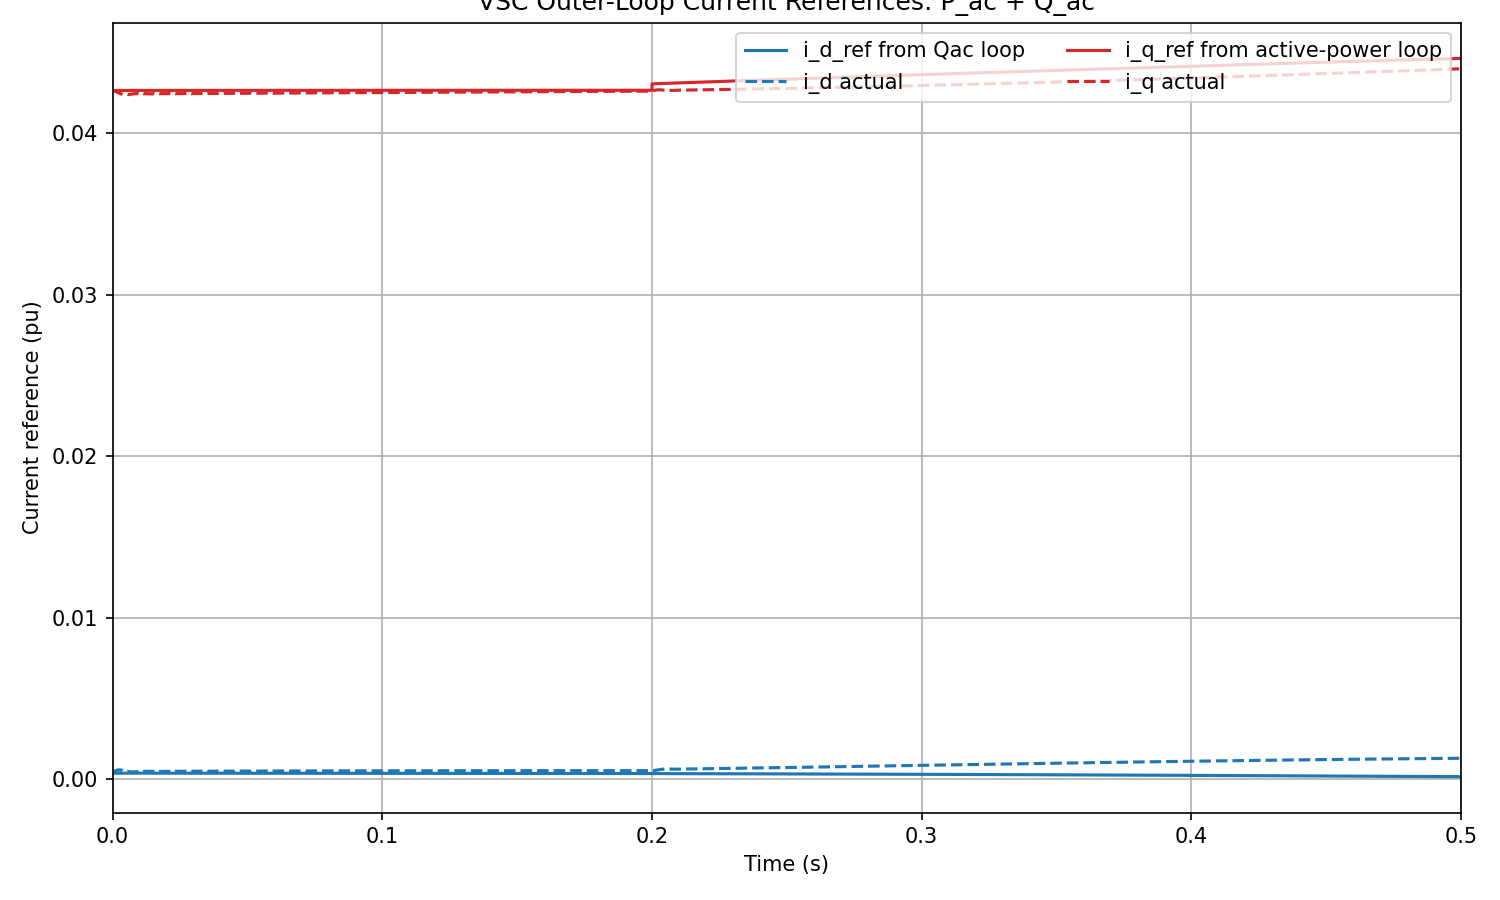 VSC Outer-Loop Current References: P_ac + Q_ac
i_d_ref from Qac loop
i_d actual
i_q_ref from active-power loop
i_q actual
Current reference (pu)
0.04
0.03
0.02
0.01
0.00
0.0 0.1 0.2 0.3 0.4 0.5
Time (s)